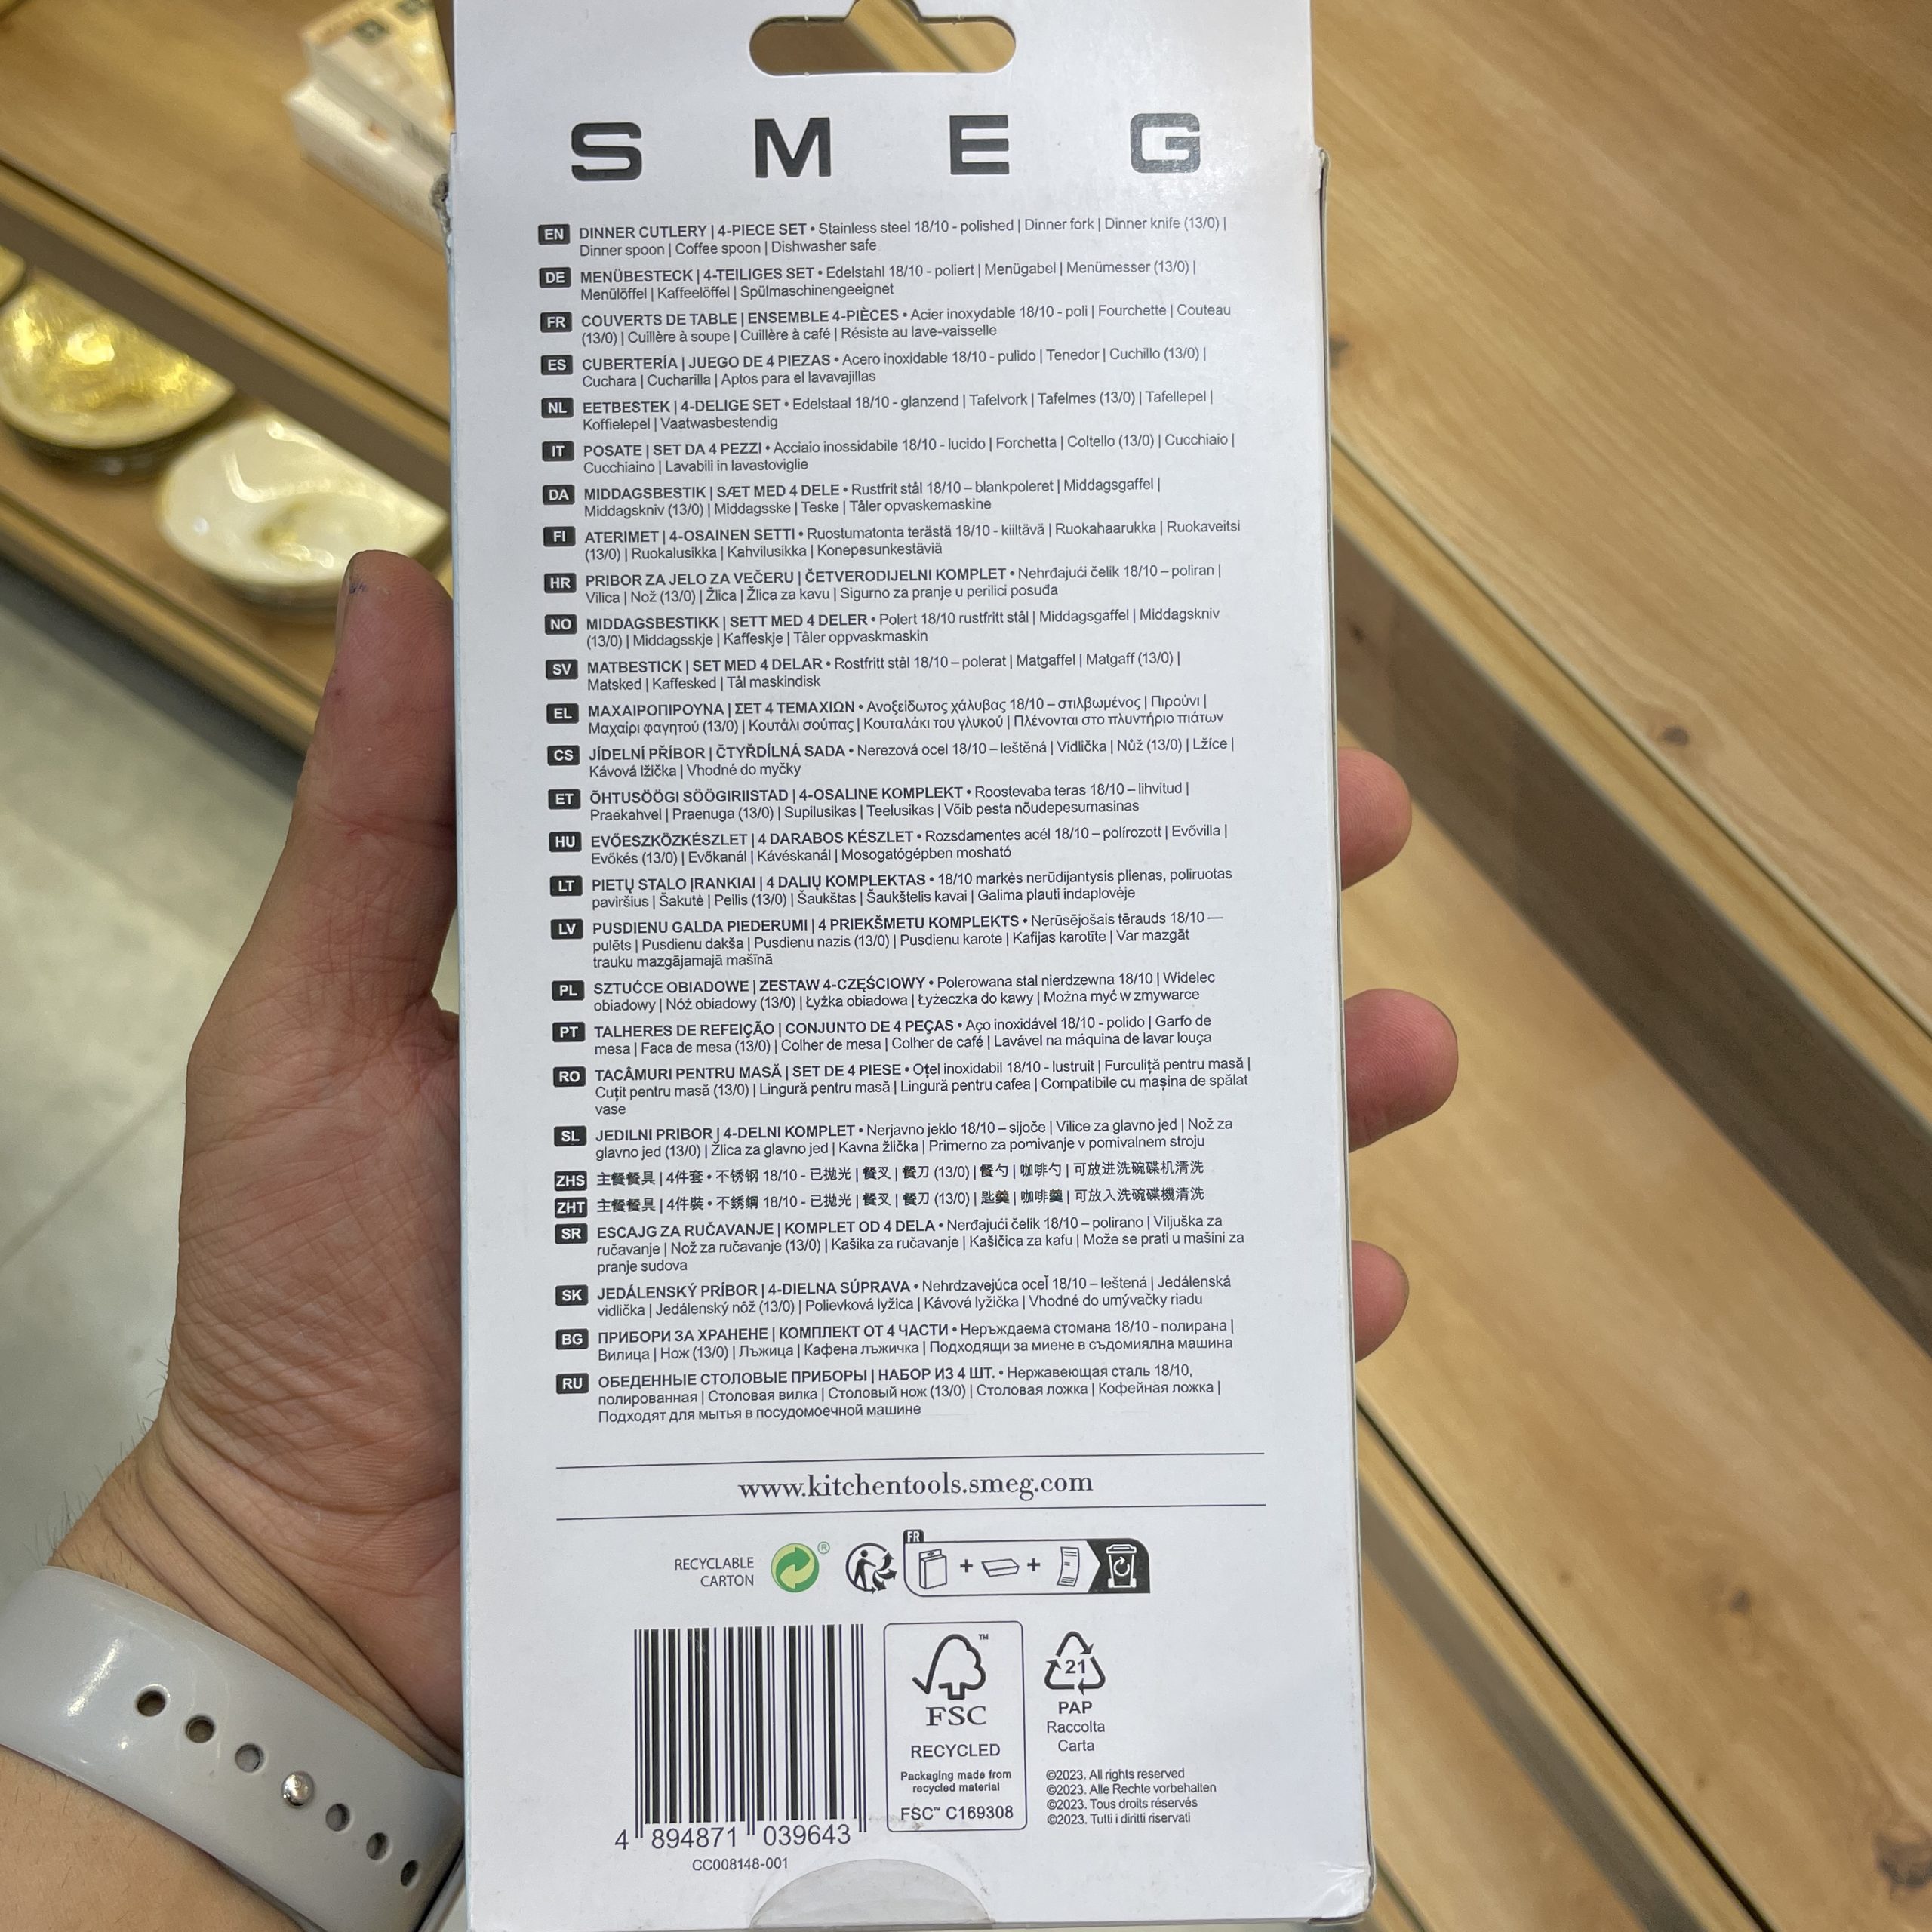 S M E G
EN DINNER CUTLERY | 4-PIECE SET • Stainless steel 18/10 - polished | Dinner fork | Dinner knife (13/0) |
Dinner spoon | Coffee spoon | Dishwasher safe
DE MENÜBESTECK | 4-TEILIGES SET • Edelstahl 18/10 - poliert | Menügabel | Menümesser (13/0) |
Menülöffel | Kaffeelöffel | Spülmaschinengeeignet
FR COUVERTS DE TABLE | ENSEMBLE 4-PIÈCES • Acier inoxydable 18/10 - poli | Fourchette | Couteau
(13/0) | Cuillère à soupe | Cuillère à café | Résiste au lave-vaisselle
ES CUBERTERÍA | JUEGO DE 4 PIEZAS • Acero inoxidable 18/10 - pulido | Tenedor | Cuchillo (13/0) |
Cuchara | Cucharilla | Aptos para el lavavajillas
NL EETBESTEK | 4-DELIGE SET • Edelstaal 18/10 - glanzend | Tafelvork | Tafelmes (13/0) | Tafellepel |
Koffielepel | Vaatwasbestendig
IT POSATE | SET DA 4 PEZZI • Acciaio inossidabile 18/10 - lucido | Forchetta | Coltello (13/0) | Cucchiaio |
Cucchiaino | Lavabili in lavastoviglie
DA MIDDAGSBESTIK | SÆT MED 4 DELE • Rustfrit stål 18/10 – blankpoleret | Middagsgaffel |
Middagskniv (13/0) | Middagsske | Teske | Tåler opvaskemaskine
FI ATERIMET | 4-OSAINEN SETTI • Ruostumatonta terästä 18/10 - kiiltävä | Ruokahaarukka | Ruokaveitsi
(13/0) | Ruokalusikka | Kahvilusikka | Konepesunkestäviä
HR PRIBOR ZA JELO ZA VEČERU | ČETVERODIJELNI KOMPLET • Nehrđajući čelik 18/10 – poliran |
Vilica | Nož (13/0) | Žlica | Žlica za kavu | Sigurno za pranje u perilici posuđa
NO MIDDAGSBESTIKK | SETT MED 4 DELER • Polert 18/10 rustfritt stål | Middagsgaffel | Middagskniv
(13/0) | Middagsskje | Kaffeskje | Tåler oppvaskmaskin
SV MATBESTICK | SET MED 4 DELAR • Rostfritt stål 18/10 – polerat | Matgaffel | Matgaff (13/0) |
Matsked | Kaffesked | Tål maskindisk
EL ΜΑΧΑΙΡΟΠΙΡΟΥΝΑ | ΣΕΤ 4 ΤΕΜΑΧΙΩΝ • Ανοξείδωτος χάλυβας 18/10 – στιλβωμένος | Πιρούνι |
Μαχαίρι φαγητού (13/0) | Κουτάλι σούπας | Κουταλάκι του γλυκού | Πλένονται στο πλυντήριο πιάτων
CS JÍDELNÍ PŘÍBOR | ČTYŘDÍLNÁ SADA • Nerezová ocel 18/10 – leštěná | Vidlička | Nůž (13/0) | Lžíce |
Kávová lžička | Vhodné do myčky
ET ÕHTUSÖÖGI SÖÖGIRIISTAD | 4-OSALINE KOMPLEKT • Roostevaba teras 18/10 – lihvitud |
Praekahvel | Praenuga (13/0) | Supilusikas | Teelusikas | Võib pesta nõudepesumasinas
HU EVŐESZKÖZKÉSZLET | 4 DARABOS KÉSZLET • Rozsdamentes acél 18/10 – polírozott | Evővilla |
Evőkés (13/0) | Evőkanál | Kávéskanál | Mosogatógépben mosható
LT PIETŲ STALO ĮRANKIAI | 4 DALIŲ KOMPLEKTAS • 18/10 markės nerūdijantysis plienas, poliruotas
paviršius | Šakutė | Peilis (13/0) | Šaukštas | Šaukštelis kavai | Galima plauti indaplovėje
LV PUSDIENU GALDA PIEDERUMI | 4 PRIEKŠMETU KOMPLEKTS • Nerūsējošais tērauds 18/10 —
pulēts | Pusdienu dakša | Pusdienu nazis (13/0) | Pusdienu karote | Kafijas karotīte | Var mazgāt
trauku mazgājamajā mašīnā
PL SZTUĆCE OBIADOWE | ZESTAW 4-CZĘŚCIOWY • Polerowana stal nierdzewna 18/10 | Widelec
obiadowy | Nóż obiadowy (13/0) | Łyżka obiadowa | Łyżeczka do kawy | Można myć w zmywarce
PT TALHERES DE REFEIÇÃO | CONJUNTO DE 4 PEÇAS • Aço inoxidável 18/10 - polido | Garfo de
mesa | Faca de mesa (13/0) | Colher de mesa | Colher de café | Lavável na máquina de lavar louça
RO TACÂMURI PENTRU MASĂ | SET DE 4 PIESE • Oțel inoxidabil 18/10 - lustruit | Furculiță pentru masă |
Cuțit pentru masă (13/0) | Lingură pentru masă | Lingură pentru cafea | Compatibile cu mașina de spălat
vase
SL JEDILNI PRIBOR | 4-DELNI KOMPLET • Nerjavno jeklo 18/10 – sijoče | Vilice za glavno jed | Nož za
glavno jed (13/0) | Žlica za glavno jed | Kavna žlička | Primerno za pomivanje v pomivalnem stroju
ZHS 主餐餐具 | 4件套 • 不锈钢 18/10 - 已抛光 | 餐叉 | 餐刀 (13/0) | 餐勺 | 咖啡勺 | 可放进洗碗碟机清洗
ZHT 主餐餐具 | 4件裝 • 不銹鋼 18/10 - 已拋光 | 餐叉 | 餐刀 (13/0) | 匙羹 | 咖啡羹 | 可放入洗碗碟機清洗
SR ESCAJG ZA RUČAVANJE | KOMPLET OD 4 DELA • Nerđajući čelik 18/10 – polirano | Viljuška za
ručavanje | Nož za ručavanje (13/0) | Kašika za ručavanje | Kašičica za kafu | Može se prati u mašini za
pranje sudova
SK JEDÁLENSKÝ PRÍBOR | 4-DIELNA SÚPRAVA • Nehrdzavejúca oceľ 18/10 – leštená | Jedálenská
vidlička | Jedálenský nôž (13/0) | Polievková lyžica | Kávová lyžička | Vhodné do umývačky riadu
BG ПРИБОРИ ЗА ХРАНЕНЕ | КОМПЛЕКТ ОТ 4 ЧАСТИ • Неръждаема стомана 18/10 - полирана |
Вилица | Нож (13/0) | Лъжица | Кафена лъжичка | Подходящи за миене в съдомиялна машина
RU ОБЕДЕННЫЕ СТОЛОВЫЕ ПРИБОРЫ | НАБОР ИЗ 4 ШТ. • Нержавеющая сталь 18/10,
полированная | Столовая вилка | Столовый нож (13/0) | Столовая ложка | Кофейная ложка |
Подходят для мытья в посудомоечной машине
www.kitchentools.smeg.com
RECYCLABLE
CARTON
®
FR
+ +
4 894871 039643
CC008148-001
™
FSC
RECYCLED
Packaging made from
recycled material
FSC™ C169308
21
PAP
Raccolta
Carta
©2023. All rights reserved
©2023. Alle Rechte vorbehalten
©2023. Tous droits réservés
©2023. Tutti i diritti riservati